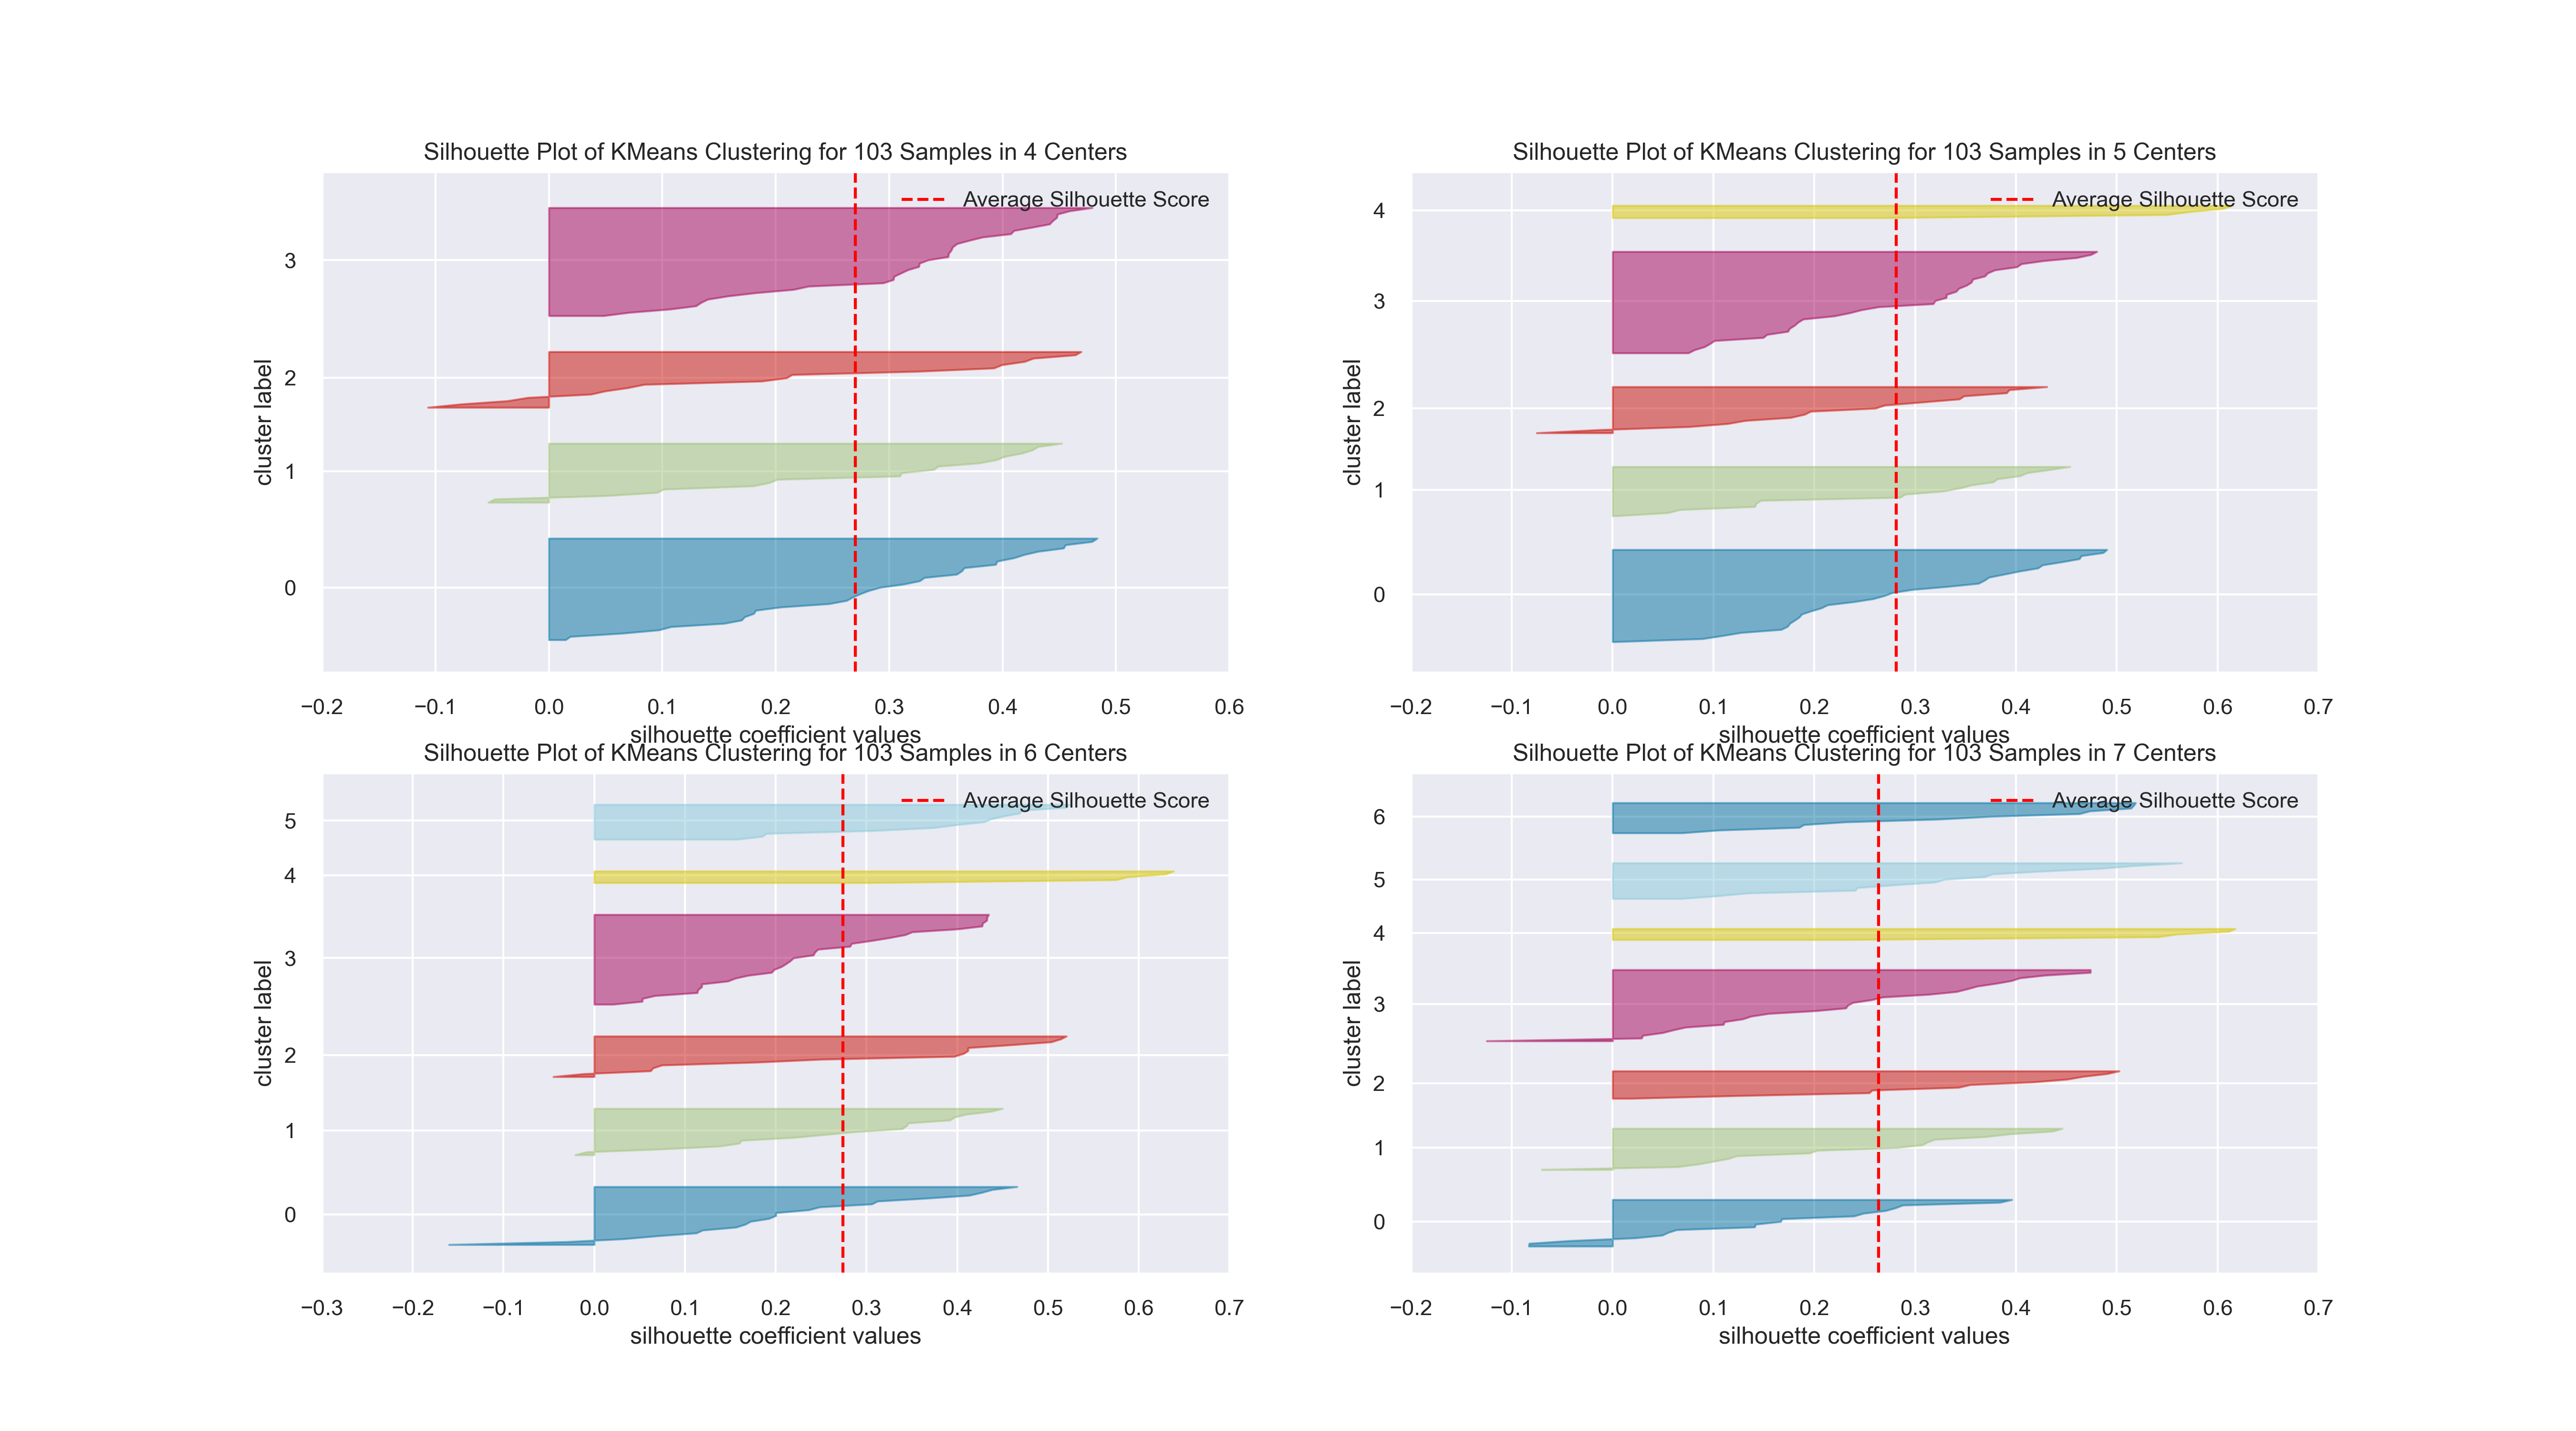 Silhouette Plot of KMeans Clustering for 103 Samples in 4 Centers
Average Silhouette Score
cluster label
3
2
1
0
−0.2 −0.1 0.0 0.1 0.2 0.3 0.4 0.5 0.6
silhouette coefficient values
Silhouette Plot of KMeans Clustering for 103 Samples in 5 Centers
Average Silhouette Score
cluster label
4
3
2
1
0
−0.2 −0.1 0.0 0.1 0.2 0.3 0.4 0.5 0.6 0.7
silhouette coefficient values
Silhouette Plot of KMeans Clustering for 103 Samples in 6 Centers
Average Silhouette Score
cluster label
5
4
3
2
1
0
−0.3 −0.2 −0.1 0.0 0.1 0.2 0.3 0.4 0.5 0.6 0.7
silhouette coefficient values
Silhouette Plot of KMeans Clustering for 103 Samples in 7 Centers
Average Silhouette Score
cluster label
6
5
4
3
2
1
0
−0.2 −0.1 0.0 0.1 0.2 0.3 0.4 0.5 0.6 0.7
silhouette coefficient values